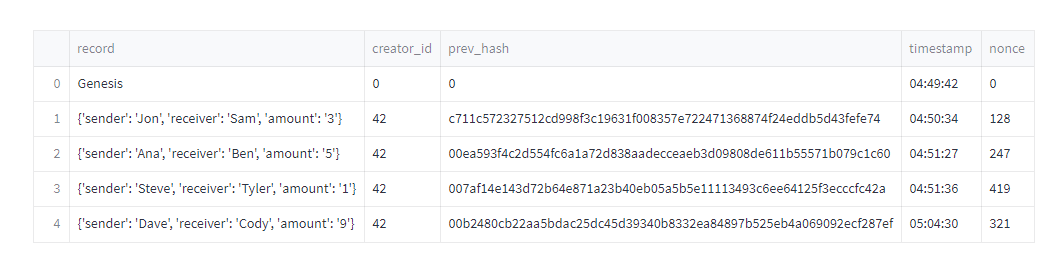 record creator_id prev_hash timestamp nonce
0 Genesis 0 0 04:49:42 0
1 {'sender': 'Jon', 'receiver': 'Sam', 'amount': '3'} 42 c711c572327512cd998f3c19631f008357e722471368874f24eddb5d43fefe74 04:50:34 128
2 {'sender': 'Ana', 'receiver': 'Ben', 'amount': '5'} 42 00ea593f4c2d554fc6a1a72d838aadecceaeb3d09808de611b55571b079c1c60 04:51:27 247
3 {'sender': 'Steve', 'receiver': 'Tyler', 'amount': '1'} 42 007af14e143d72b64e871a23b40eb05a5b5e11113493c6ee64125f3ecccfc42a 04:51:36 419
4 {'sender': 'Dave', 'receiver': 'Cody', 'amount': '9'} 42 00b2480cb22aa5bdac25dc45d39340b8332ea84897b525eb4a069092ecf287ef 05:04:30 321